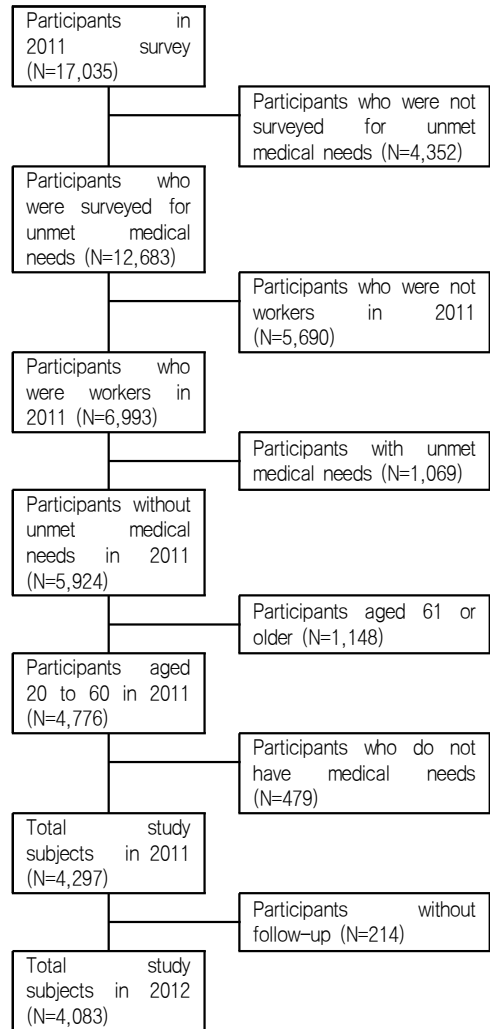 Participants in
2011 survey
(N=17,035)
Participants who were not
surveyed for unmet
medical needs (N=4,352)
Participants who
were surveyed for
unmet medical
needs (N=12,683)
Participants who were not
workers in 2011
(N=5,690)
Participants who
were workers in
2011 (N=6,993)
Participants with unmet
medical needs (N=1,069)
Participants without
unmet medical
needs in 2011
(N=5,924)
Participants aged 61 or
older (N=1,148)
Participants aged
20 to 60 in 2011
(N=4,776)
Participants who do not
have medical needs
(N=479)
Total study
subjects in 2011
(N=4,297)
Participants without
follow-up (N=214)
Total study
subjects in 2012
(N=4,083)